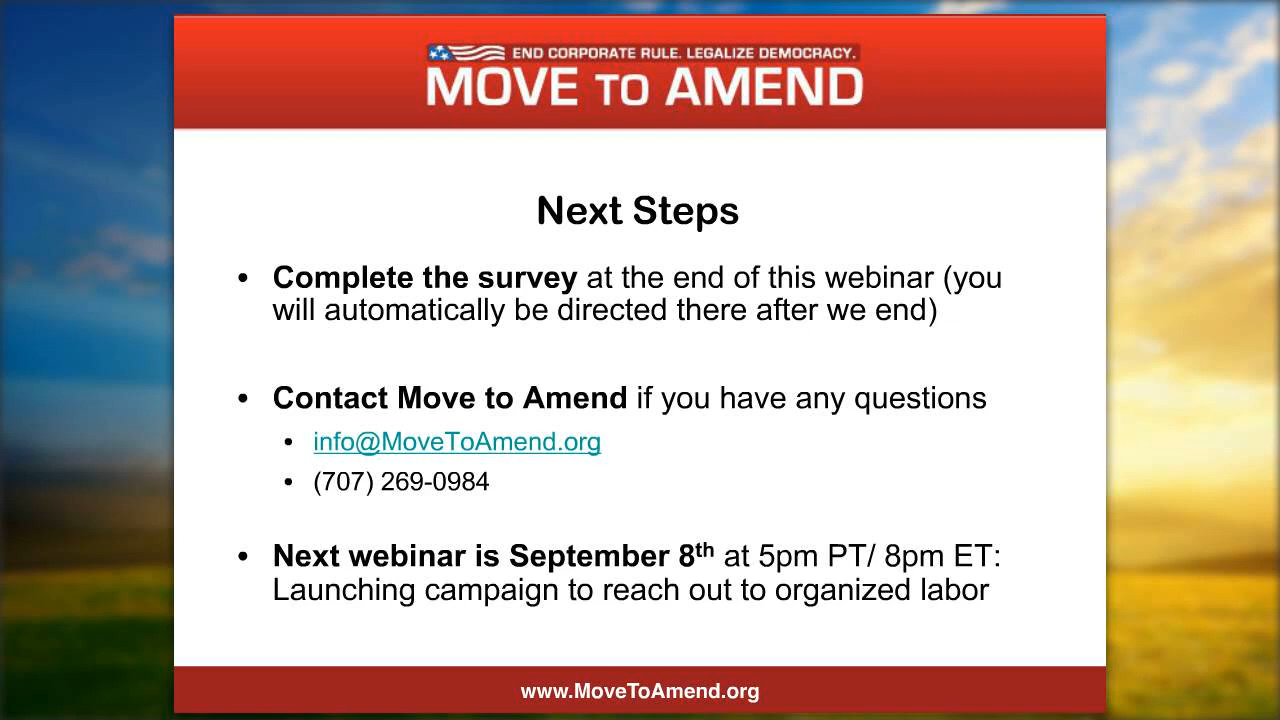 END CORPORATE RULE. LEGALIZE DEMOCRACY.
MOVE TO AMEND
Next Steps
• Complete the survey at the end of this webinar (you
will automatically be directed there after we end)
• Contact Move to Amend if you have any questions
• info@MoveToAmend.org
• (707) 269-0984
• Next webinar is September 8th at 5pm PT/ 8pm ET:
Launching campaign to reach out to organized labor
www.MoveToAmend.org